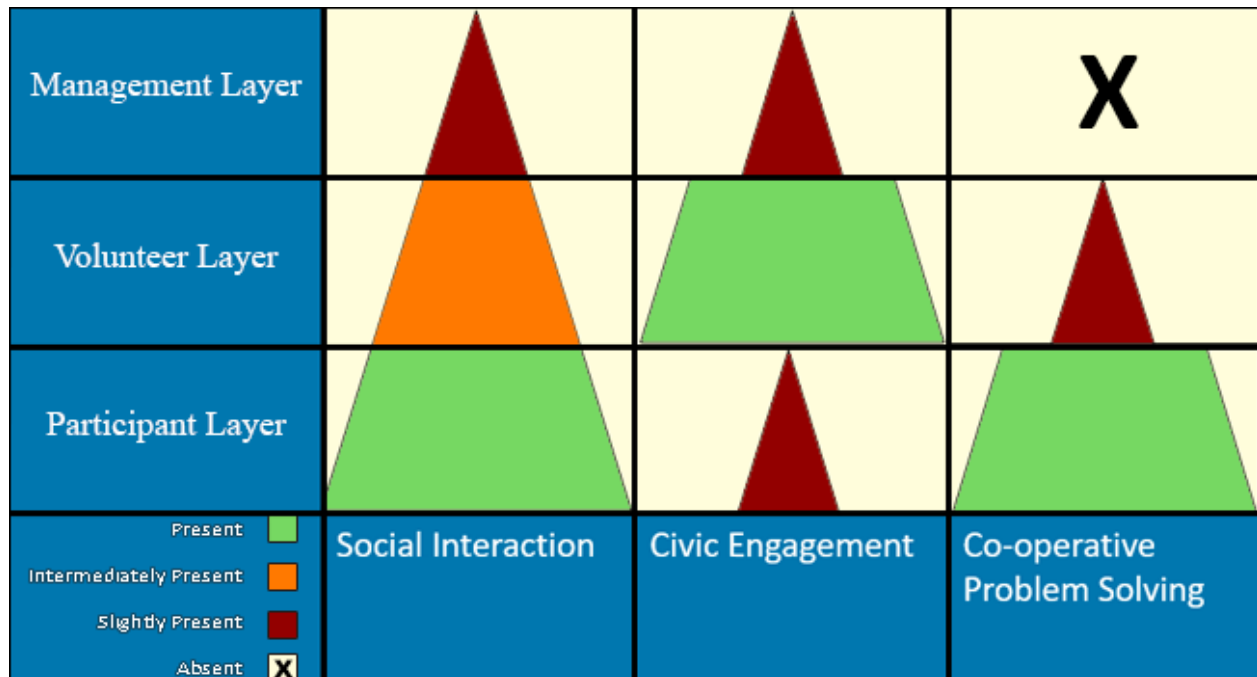 Management Layer
X
Volunteer Layer
Participant Layer
Present
Intermediately Present
Slightly Present
Absent X
Social Interaction
Civic Engagement
Co-operative
Problem Solving